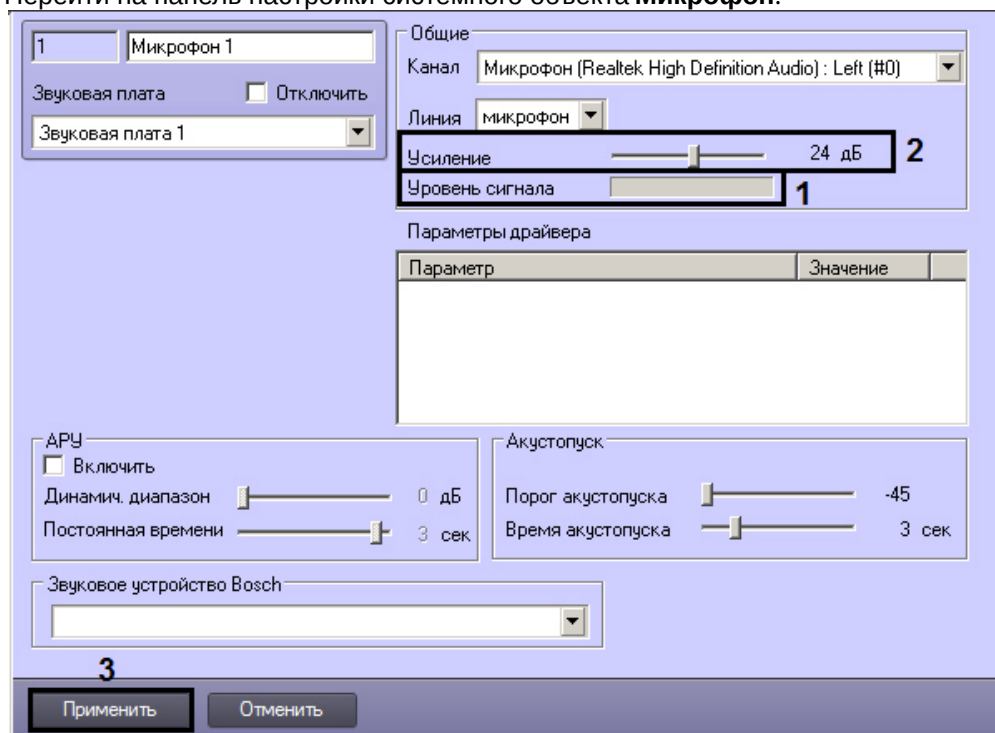 Перейти на панель настройки системного объекта Микрофон.
1 Микрофон 1
Звуковая плата Отключить
Звуковая плата 1
Общие
Канал Микрофон (Realtek High Definition Audio) : Left (#0)
Линия микрофон
Усиление 24 дБ 2
Уровень сигнала 1
Параметры драйвера
Параметр Значение
АРУ
Включить
Динамич. диапазон 0 дБ
Постоянная времени 3 сек
Акустопуск
Порог акустопуска -45
Время акустопуска 3 сек
Звуковое устройство Bosch
3
Применить Отменить